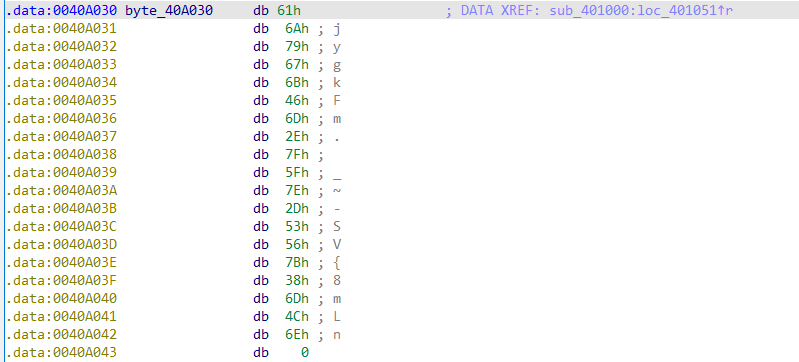 .data:0040A030 byte_40A030 db 61h ; DATA XREF: sub_401000:loc_401051↑r
.data:0040A031 db 6Ah ; j
.data:0040A032 db 79h ; y
.data:0040A033 db 67h ; g
.data:0040A034 db 6Bh ; k
.data:0040A035 db 46h ; F
.data:0040A036 db 6Dh ; m
.data:0040A037 db 2Eh ; .
.data:0040A038 db 7Fh ;
.data:0040A039 db 5Fh ; _
.data:0040A03A db 7Eh ; ~
.data:0040A03B db 2Dh ; -
.data:0040A03C db 53h ; S
.data:0040A03D db 56h ; V
.data:0040A03E db 7Bh ; {
.data:0040A03F db 38h ; 8
.data:0040A040 db 6Dh ; m
.data:0040A041 db 4Ch ; L
.data:0040A042 db 6Eh ; n
.data:0040A043 db 0